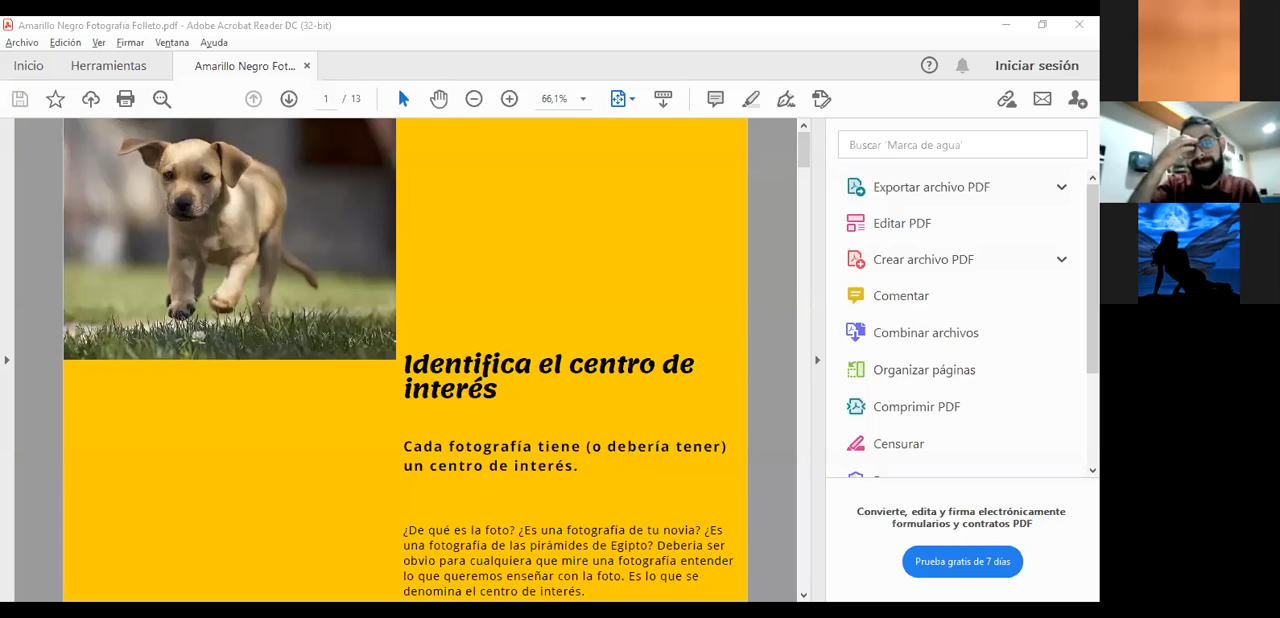 Amarillo Negro Fotografía Folleto.pdf - Adobe Acrobat Reader DC (32-bit)
Archivo Edición Ver Firmar Ventana Ayuda
Inicio Herramientas Amarillo Negro Fot... × Iniciar sesión
1 / 13 66,1%
Buscar 'Marca de agua'
Exportar archivo PDF
Editar PDF
Crear archivo PDF
Comentar
Combinar archivos
Organizar páginas
Comprimir PDF
Censurar
Convierte, edita y firma electrónicamente
formularios y contratos PDF
Prueba gratis de 7 días
Identifica el centro de
interés
Cada fotografía tiene (o debería tener)
un centro de interés.
¿De qué es la foto? ¿Es una fotografía de tu novia? ¿Es
una fotografía de las pirámides de Egipto? Debería ser
obvio para cualquiera que mire una fotografía entender
lo que queremos enseñar con la foto. Es lo que se
denomina el centro de interés.